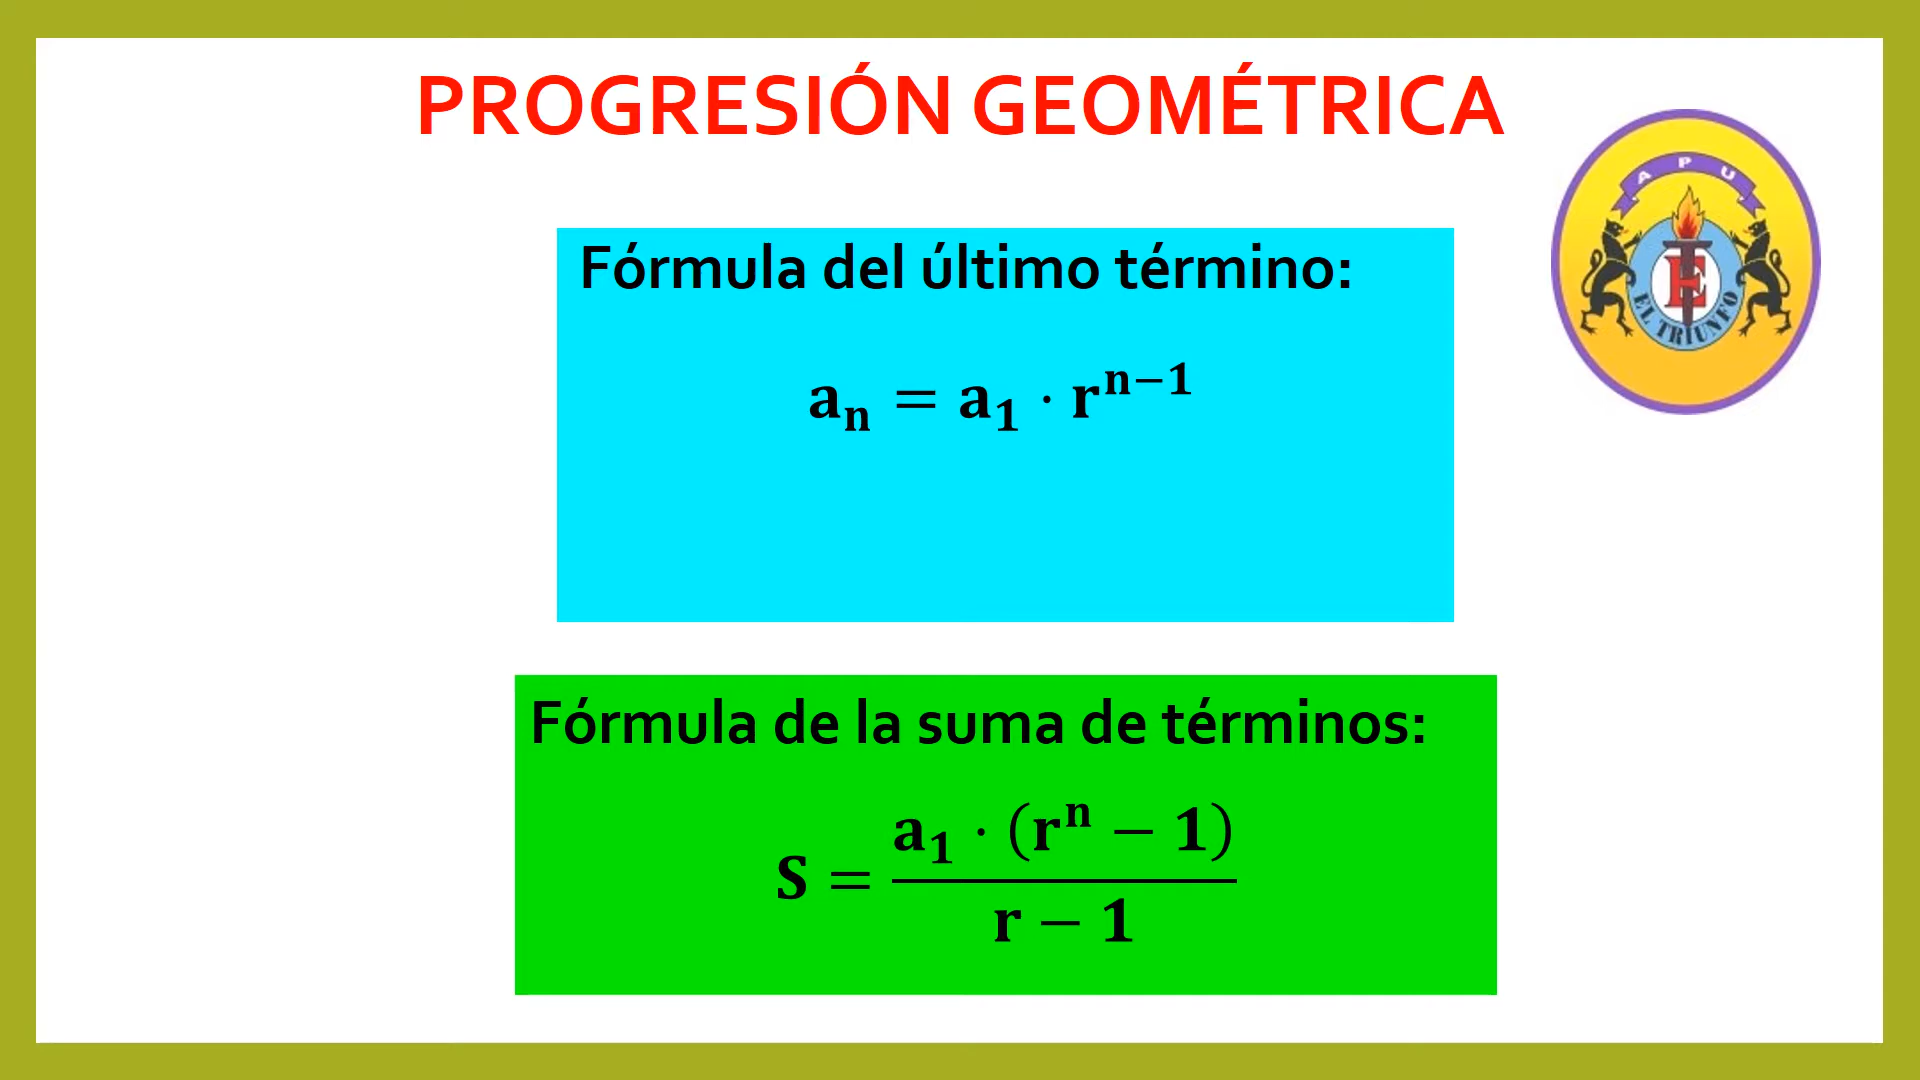 PROGRESIÓN GEOMÉTRICA
A P U
E
EL TRIUNFO
Fórmula del último término:
aₙ = a₁ · rⁿ⁻¹
Fórmula de la suma de términos:
S = a₁ · (rⁿ − 1) / r − 1